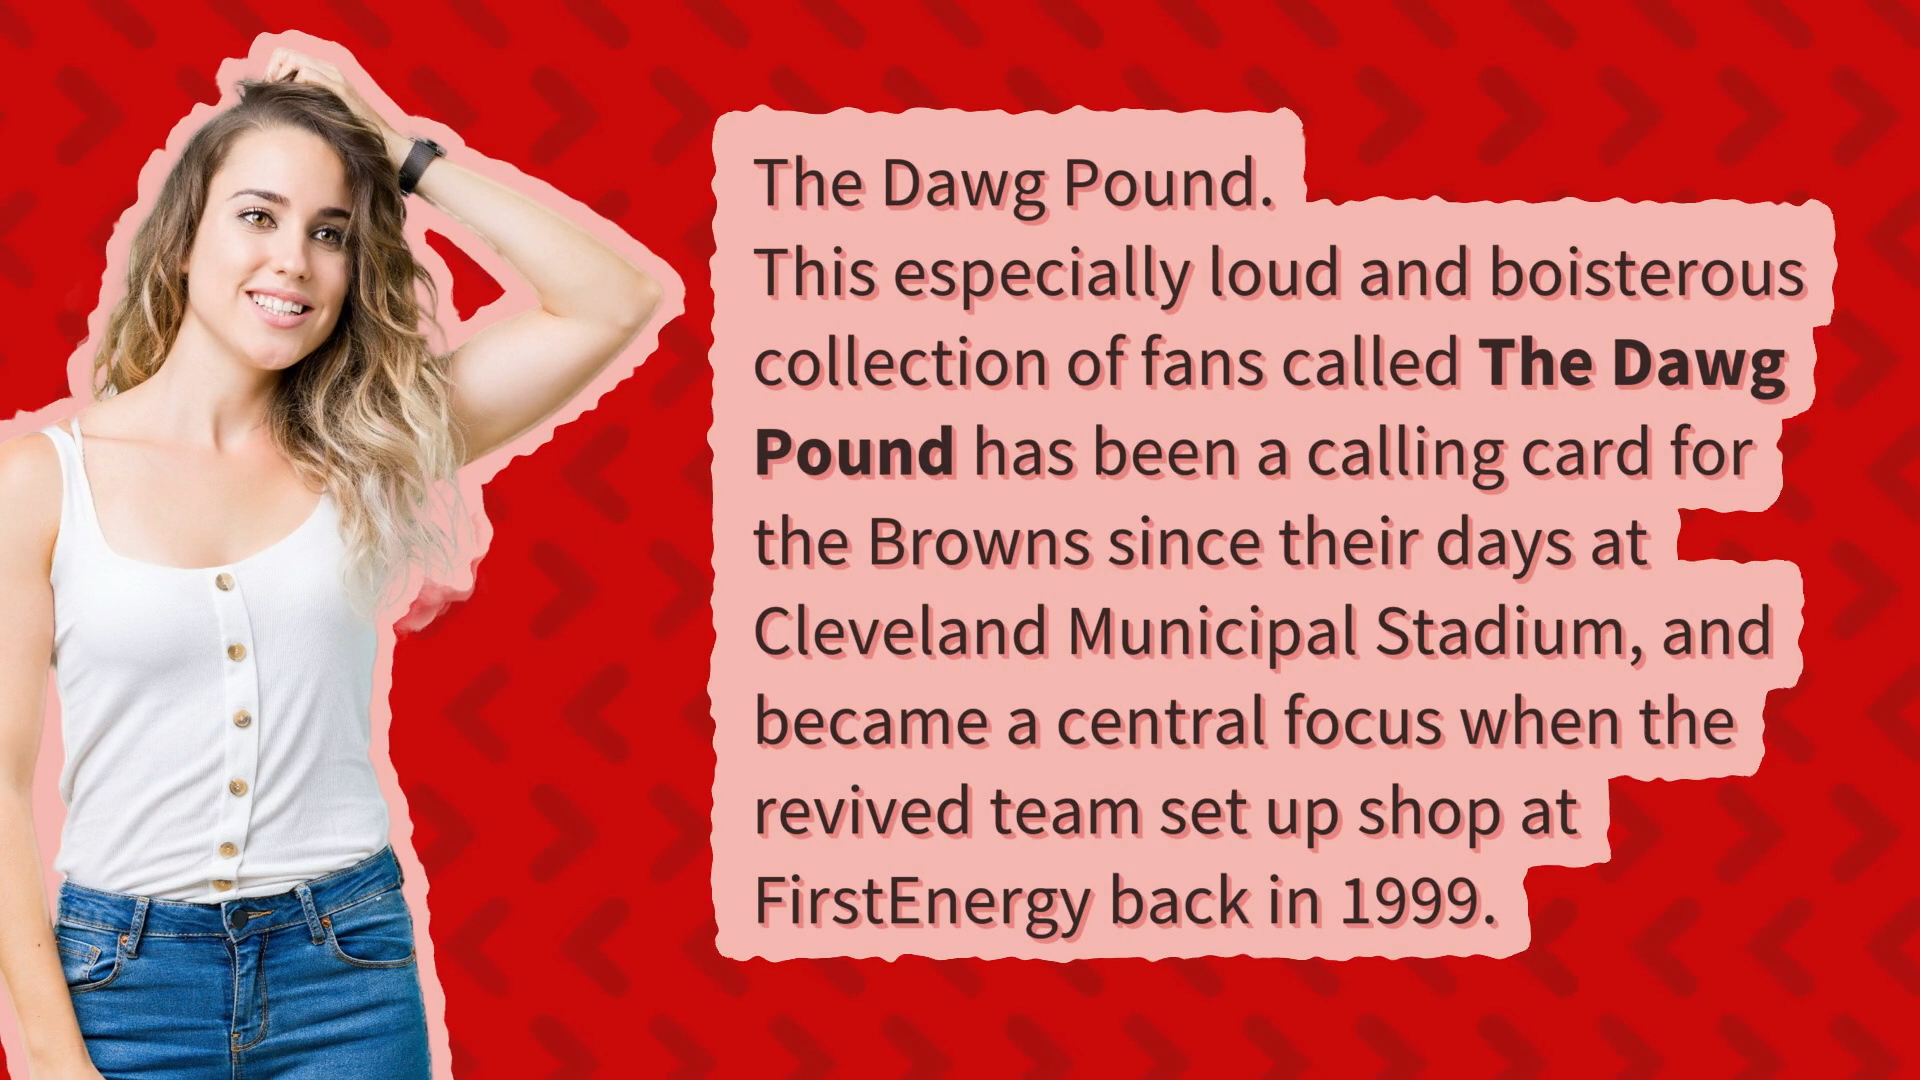 The Dawg Pound.
This especially loud and boisterous
collection of fans called The Dawg
Pound has been a calling card for
the Browns since their days at
Cleveland Municipal Stadium, and
became a central focus when the
revived team set up shop at
FirstEnergy back in 1999.